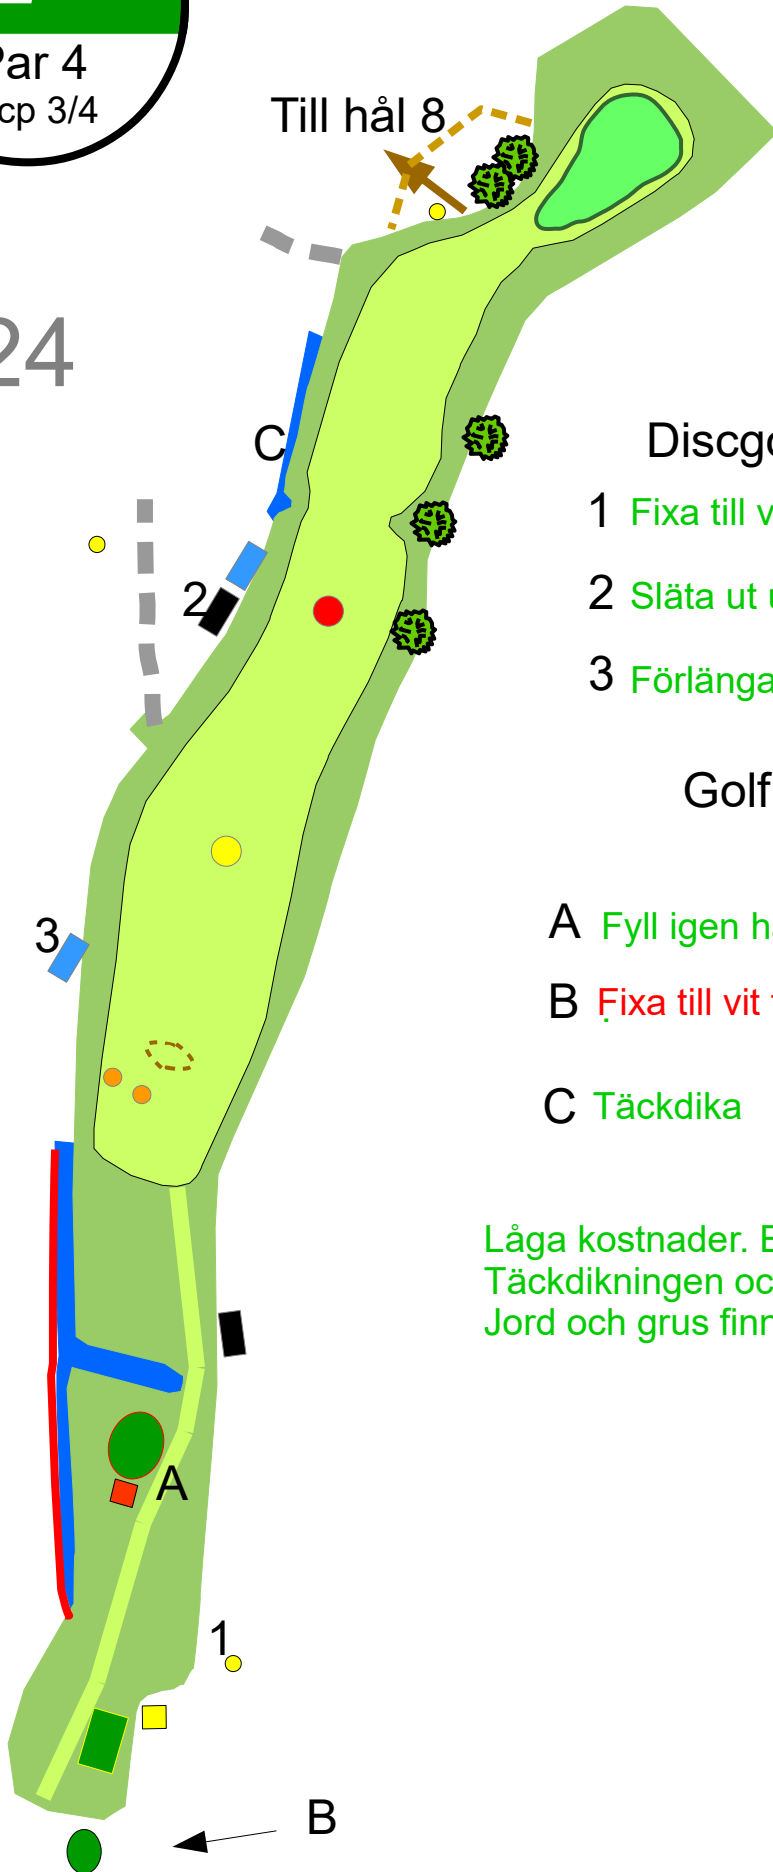 Par 4
cp 3/4
Till hål 8
24
C
Discgo
1 Fixa till v
2
2 Släta ut u
3 Förlänga
Golf
3
A Fyll igen h
B Fixa till vit
C Täckdika
Låga kostnader.
Täckdikningen oc
Jord och grus finn
A
1
B